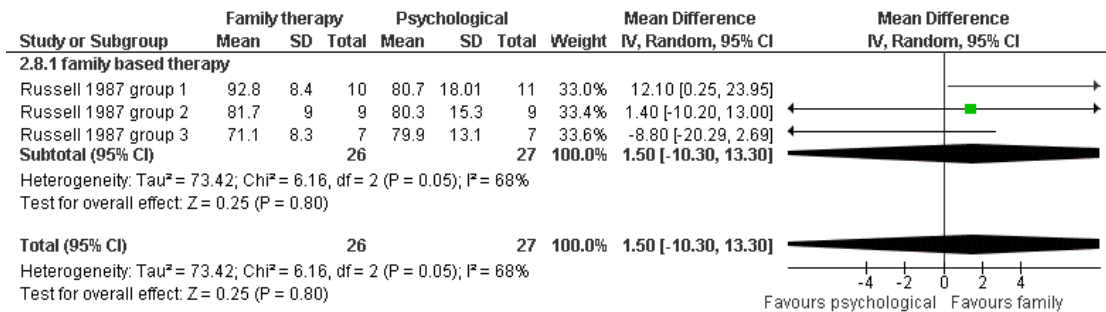 Family therapy Psychological Mean Difference Mean Difference
Study or Subgroup Mean SD Total Mean SD Total Weight IV, Random, 95% CI IV, Random, 95% CI
2.8.1 family based therapy
Russell 1987 group 1 92.8 8.4 10 80.7 18.01 11 33.0% 12.10 [0.25, 23.95]
Russell 1987 group 2 81.7 9 9 80.3 15.3 9 33.4% 1.40 [-10.20, 13.00]
Russell 1987 group 3 71.1 8.3 7 79.9 13.1 7 33.6% -8.80 [-20.29, 2.69]
Subtotal (95% CI) 26 27 100.0% 1.50 [-10.30, 13.30]
Heterogeneity: Tau² = 73.42; Chi² = 6.16, df = 2 (P = 0.05); I² = 68%
Test for overall effect: Z = 0.25 (P = 0.80)
Total (95% CI) 26 27 100.0% 1.50 [-10.30, 13.30]
Heterogeneity: Tau² = 73.42; Chi² = 6.16, df = 2 (P = 0.05); I² = 68%
Test for overall effect: Z = 0.25 (P = 0.80)
-4 -2 0 2 4
Favours psychological Favours family